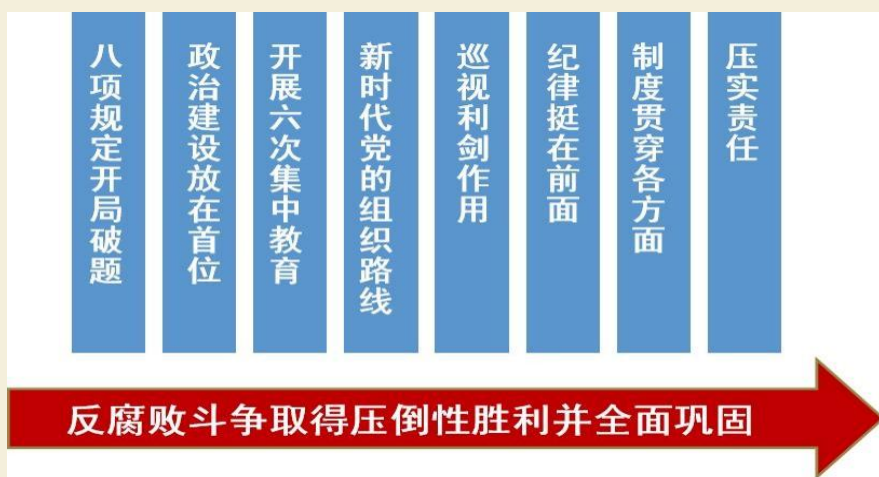 八项规定开局破题
政治建设放在首位
开展六次集中教育
新时代党的组织路线
巡视利剑作用
纪律挺在前面
制度贯穿各方面
压实责任
反腐败斗争取得压倒性胜利并全面巩固